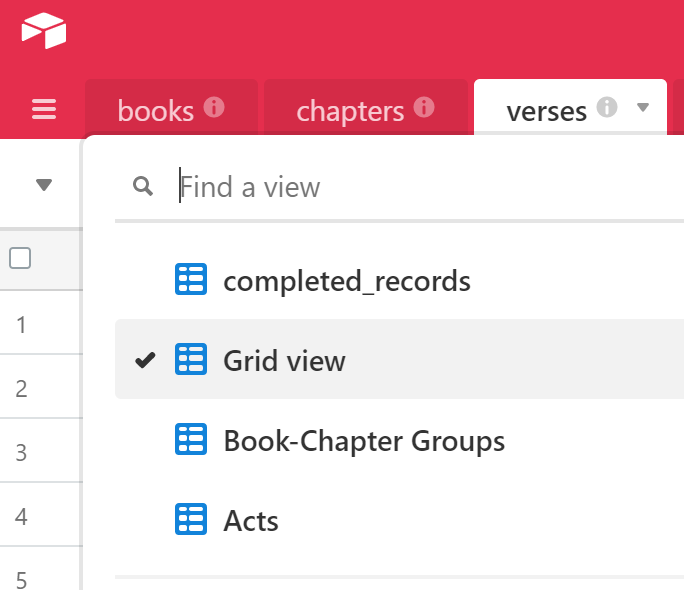 books chapters verses
Find a view
completed_records
1
Grid view
2
Book-Chapter Groups
3
4
Acts
5